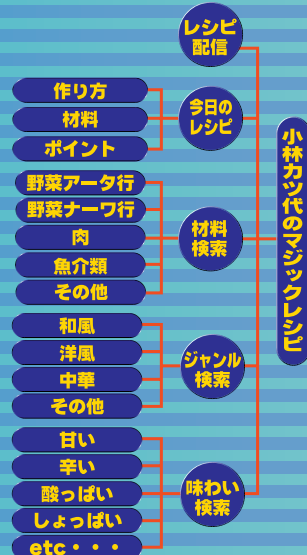 小林カツ代のマジックレシピ
レシピ
配信
今日の
レシピ
作り方
材料
ポイント
材料
検索
野菜アータ行
野菜ナーワ行
肉
魚介類
その他
ジャンル
検索
和風
洋風
中華
その他
味わい
検索
甘い
辛い
酸っぱい
しょっぱい
etc・・・